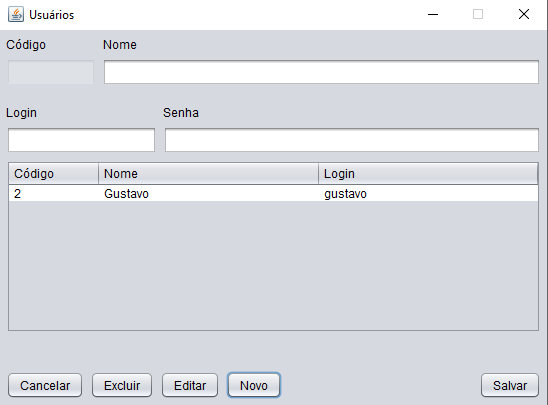 Usuários
Código Nome
Login Senha
Código Nome Login
2 Gustavo gustavo
Cancelar Excluir Editar Novo Salvar